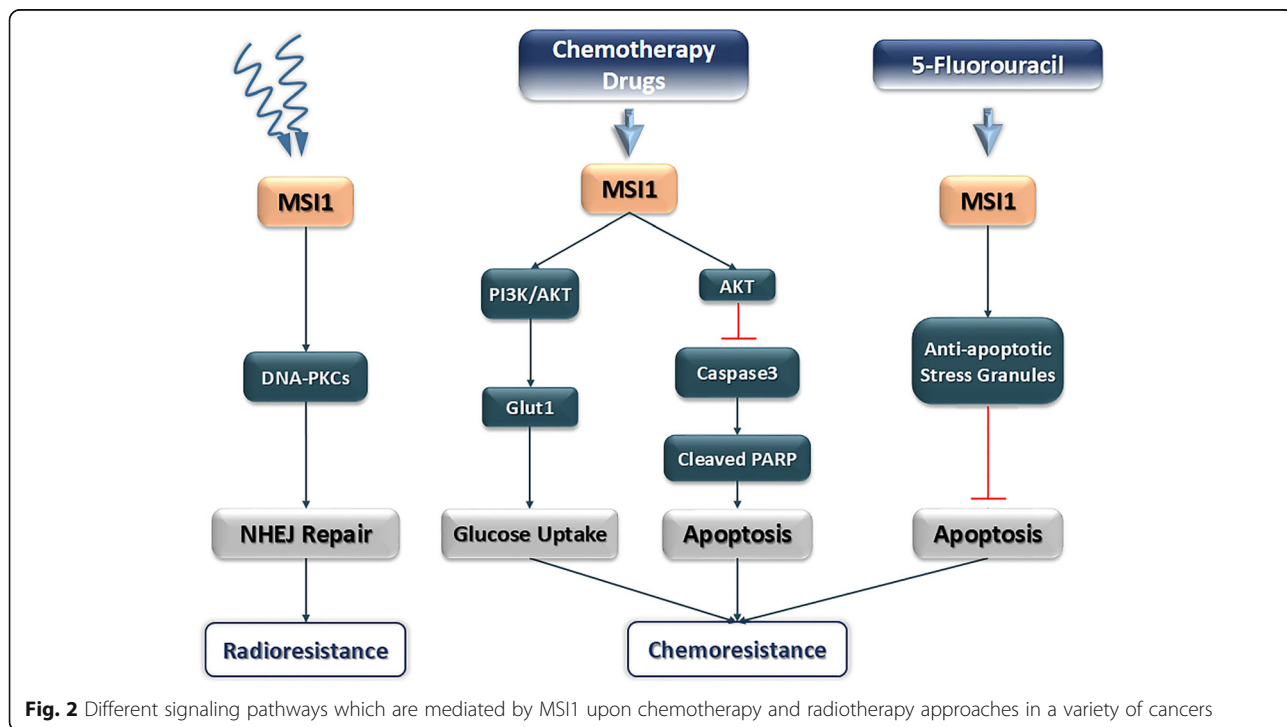 Chemotherapy
Drugs
5-Fluorouracil
MSI1
MSI1
MSI1
PI3K/AKT
AKT
DNA-PKCs
Glut1
Caspase3
Anti-apoptotic
Stress Granules
Cleaved PARP
NHEJ Repair
Glucose Uptake
Apoptosis
Apoptosis
Radioresistance
Chemoresistance
Fig. 2 Different signaling pathways which are mediated by MSI1 upon chemotherapy and radiotherapy approaches in a variety of cancers